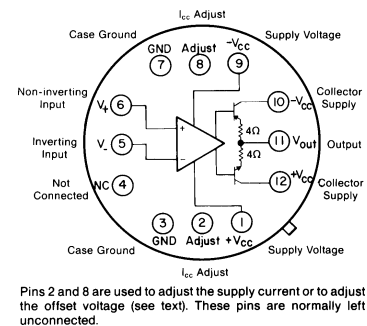 I_cc Adjust
Case Ground
Supply Voltage
GND Adjust -Vcc
7 8 9
Non-inverting
Input
V+ 6
10 -Vcc
Collector
Supply
+
4Ω
Inverting
Input
V- 5
11 Vout
Output
−
4Ω
Not
Connected
NC 4
12 +Vcc
Collector
Supply
3 2 1
GND Adjust +Vcc
Case Ground
Supply Voltage
I_cc Adjust
Pins 2 and 8 are used to adjust the supply current or to adjust
the offset voltage (see text). These pins are normally left
unconnected.